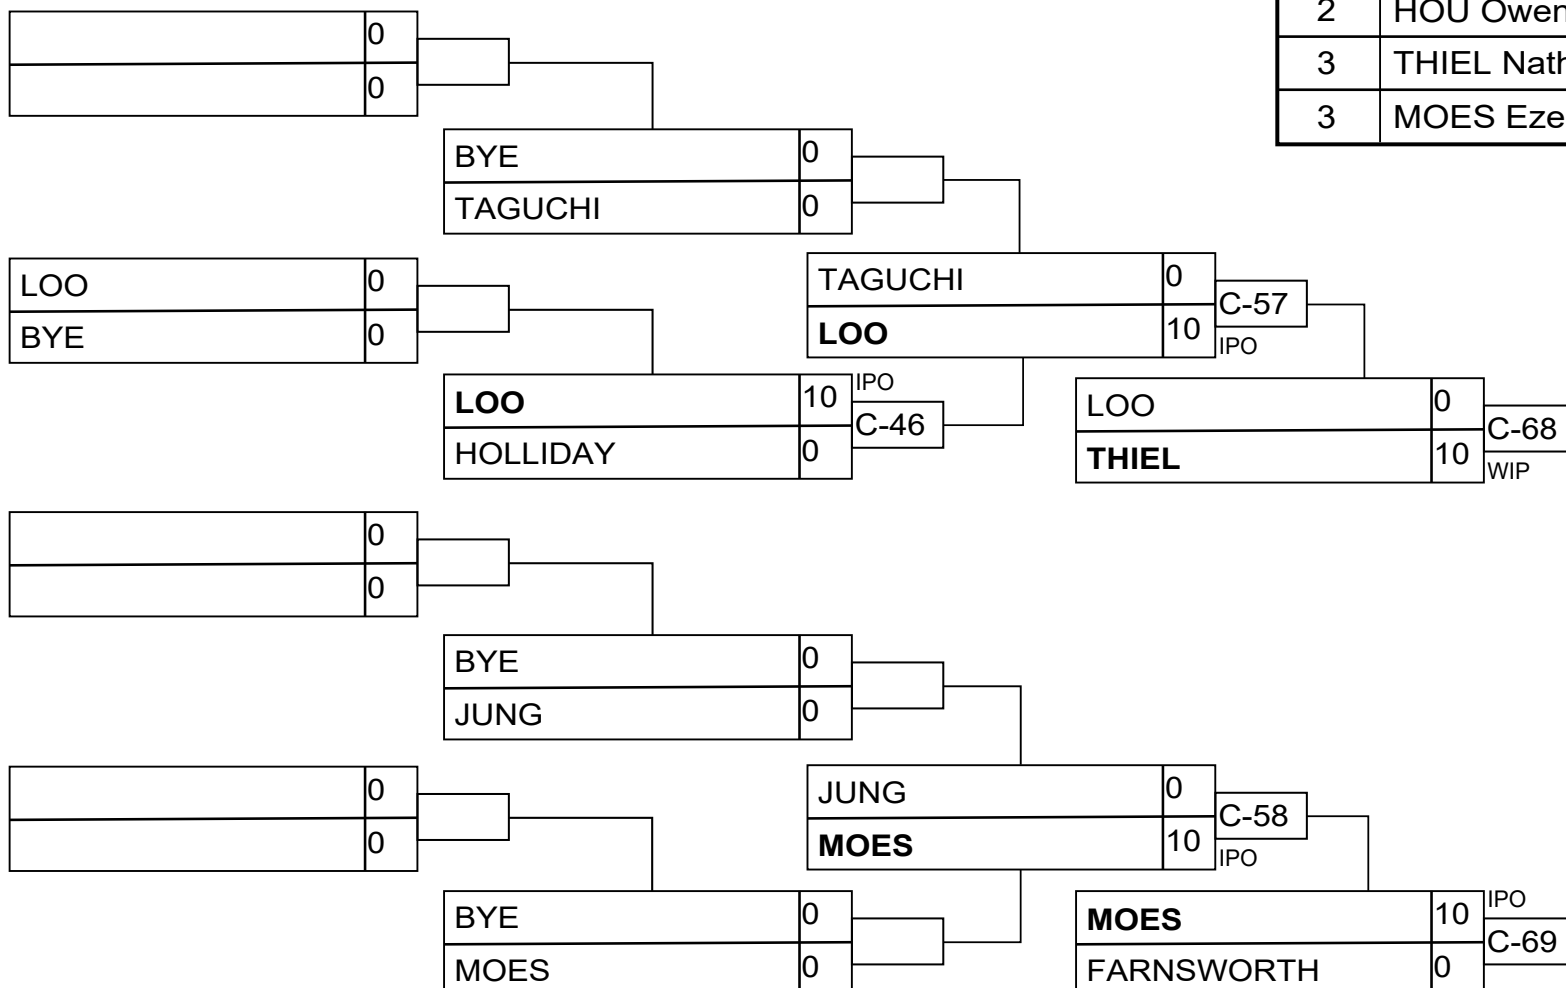 0
0
2 HOU Owen
3 THIEL Nath
3 MOES Eze
BYE 0
TAGUCHI 0
LOO 0
BYE 0
TAGUCHI 0
LOO 10
C-57
IPO
LOO 10
HOLLIDAY 0
IPO
C-46
LOO 0
THIEL 10
C-68
WIP
0
0
BYE 0
JUNG 0
0
0
JUNG 0
MOES 10
C-58
IPO
BYE 0
MOES 0
MOES 10
FARNSWORTH 0
IPO
C-69